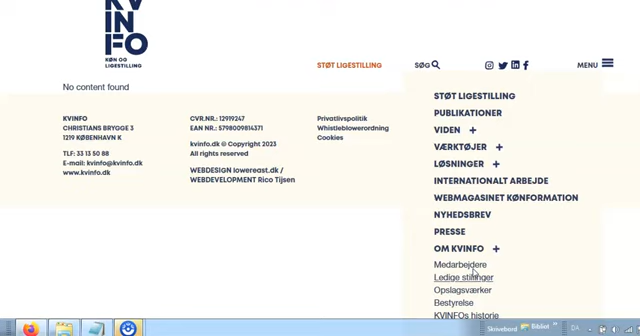 KV
IN
FO
KØN OG
LIGESTILLING
STØT LIGESTILLING
SØG
MENU
No content found
KVINFO
CHRISTIANS BRYGGE 3
1219 KØBENHAVN K
TLF: 33 13 50 88
E-mail: kvinfo@kvinfo.dk
www.kvinfo.dk
CVR.NR.: 12919247
EAN NR.: 5798009814371
kvinfo.dk © Copyright 2023
All rights reserved
WEBDESIGN lowereast.dk /
WEBDEVELOPMENT Rico Tijsen
Privatlivspolitik
Whistleblowerordning
Cookies
STØT LIGESTILLING
PUBLIKATIONER
VIDEN +
VÆRKTØJER +
LØSNINGER +
INTERNATIONALT ARBEJDE
WEBMAGASINET KØNFORMATION
NYHEDSBREV
PRESSE
OM KVINFO +
Medarbejdere
Ledige stillinger
Opslagsværker
Bestyrelse
KVINFOs historie
Skrivebord
Bibliot
DA